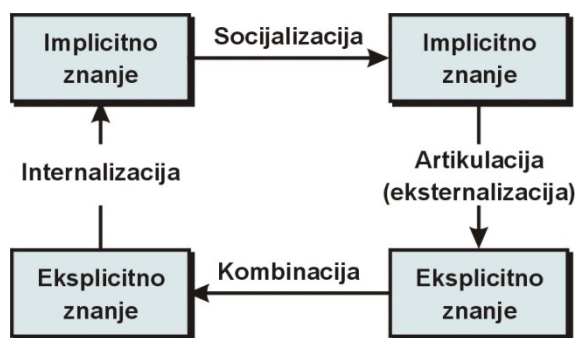 Implicitno
znanje
Socijalizacija
Implicitno
znanje
Internalizacija
Artikulacija
(eksternalizacija)
Eksplicitno
znanje
Kombinacija
Eksplicitno
znanje